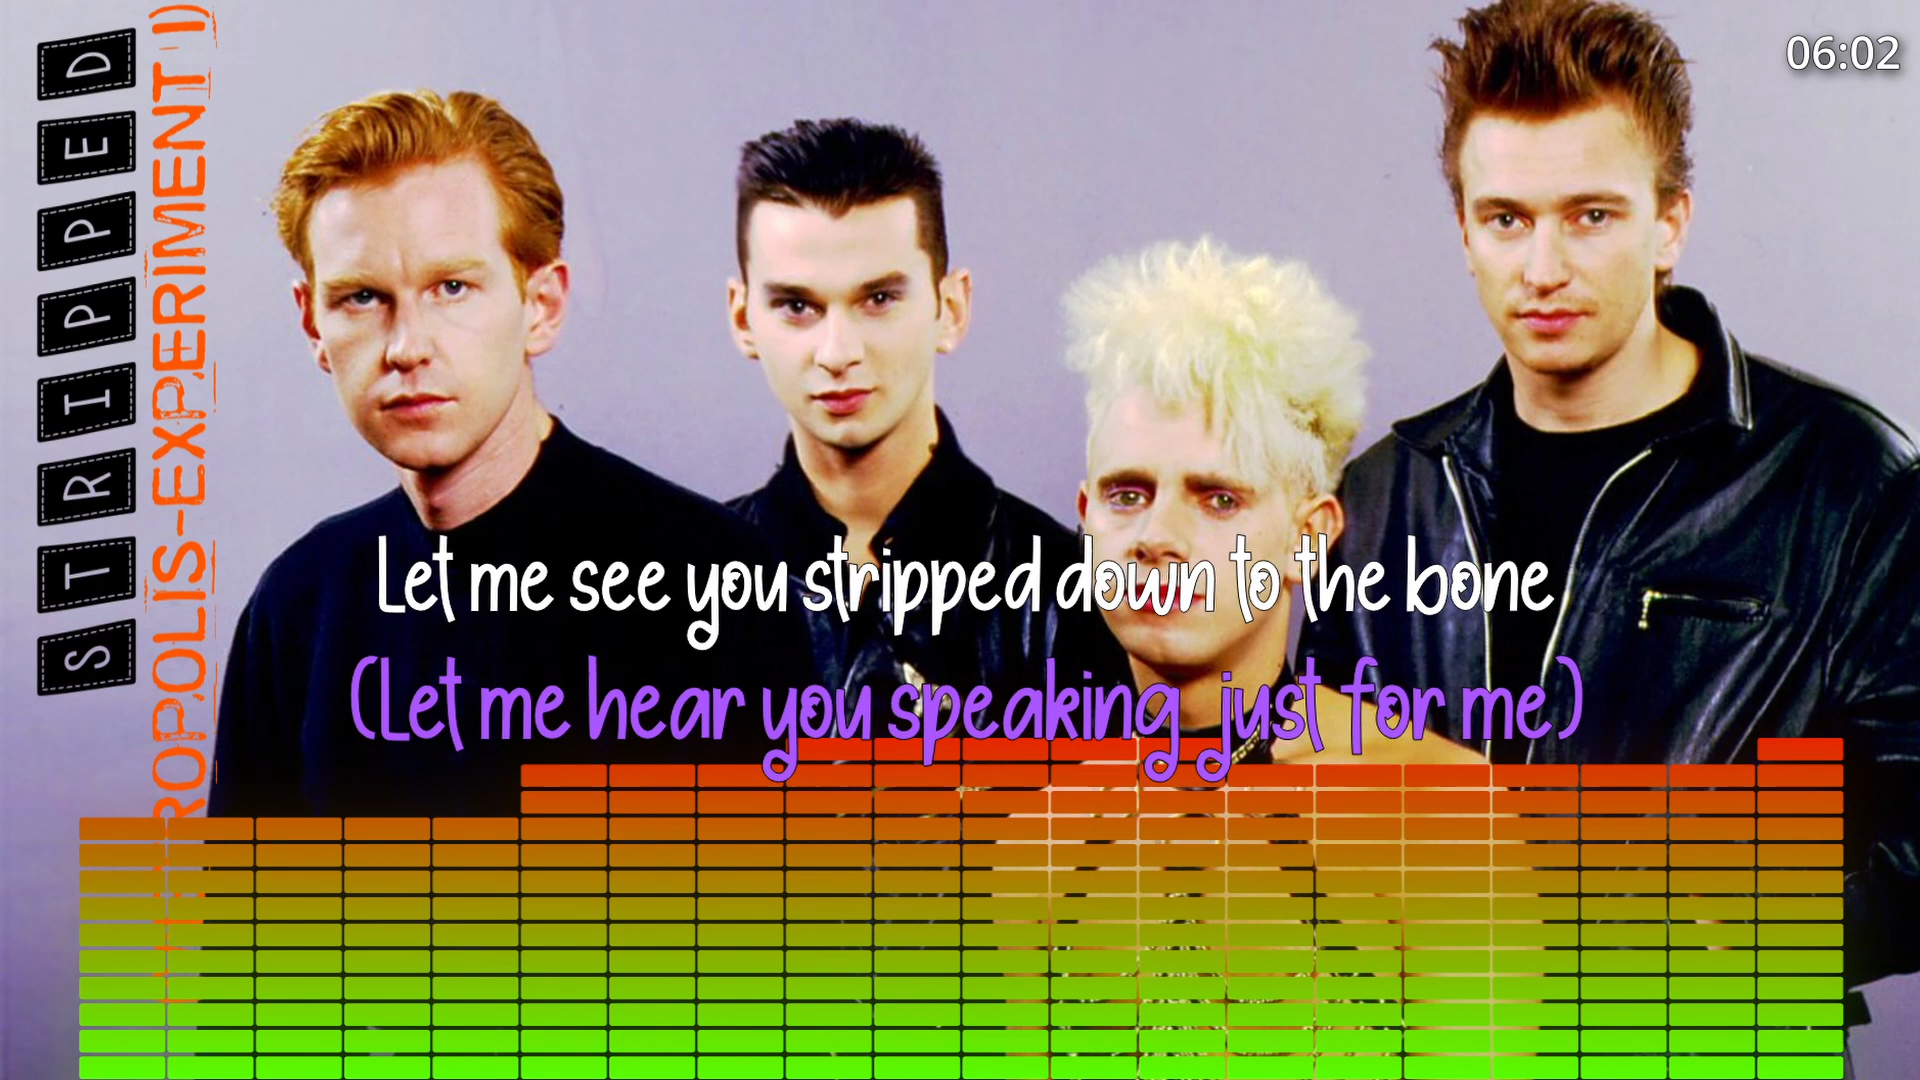 STRIPPED
ROPOLIS-EXPERIMENT I)
06:02
Let me see you stripped down to the bone
(Let me hear you speaking just for me)